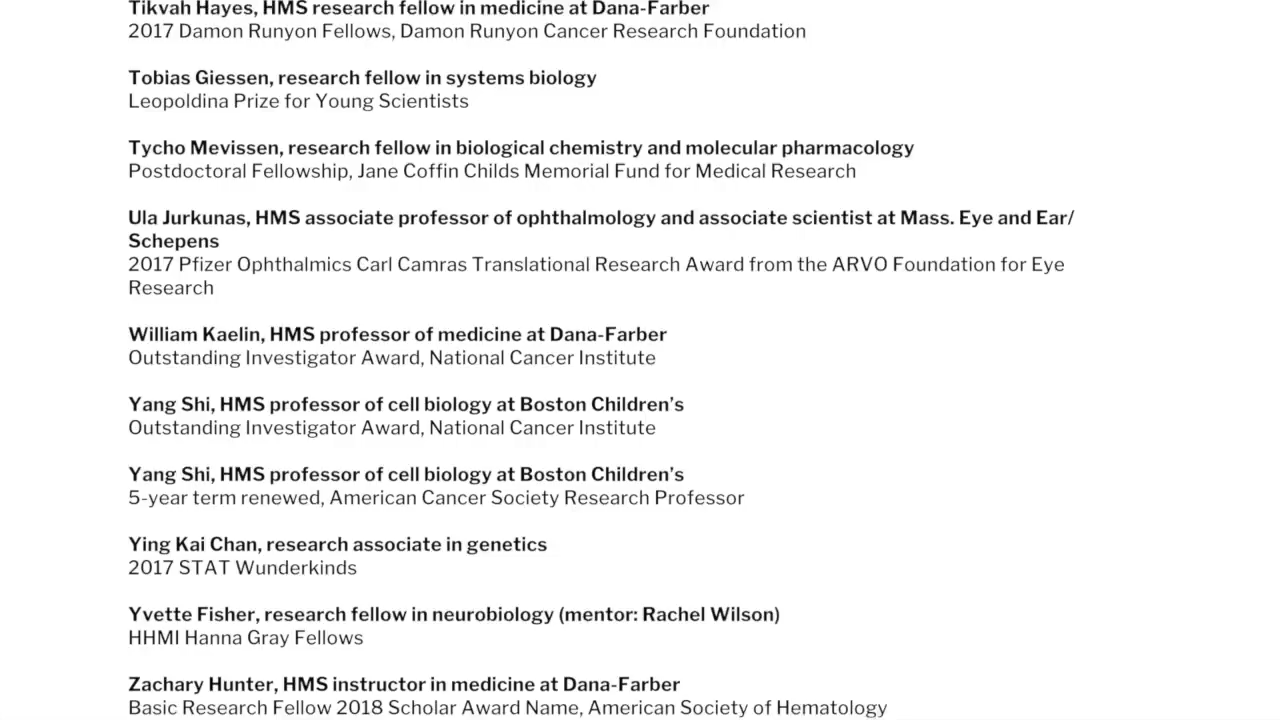 Tikvah Hayes, HMS research fellow in medicine at Dana-Farber
2017 Damon Runyon Fellows, Damon Runyon Cancer Research Foundation
Tobias Giessen, research fellow in systems biology
Leopoldina Prize for Young Scientists
Tycho Mevissen, research fellow in biological chemistry and molecular pharmacology
Postdoctoral Fellowship, Jane Coffin Childs Memorial Fund for Medical Research
Ula Jurkunas, HMS associate professor of ophthalmology and associate scientist at Mass. Eye and Ear/
Schepens
2017 Pfizer Ophthalmics Carl Camras Translational Research Award from the ARVO Foundation for Eye
Research
William Kaelin, HMS professor of medicine at Dana-Farber
Outstanding Investigator Award, National Cancer Institute
Yang Shi, HMS professor of cell biology at Boston Children’s
Outstanding Investigator Award, National Cancer Institute
Yang Shi, HMS professor of cell biology at Boston Children’s
5-year term renewed, American Cancer Society Research Professor
Ying Kai Chan, research associate in genetics
2017 STAT Wunderkinds
Yvette Fisher, research fellow in neurobiology (mentor: Rachel Wilson)
HHMI Hanna Gray Fellows
Zachary Hunter, HMS instructor in medicine at Dana-Farber
Basic Research Fellow 2018 Scholar Award Name, American Society of Hematology